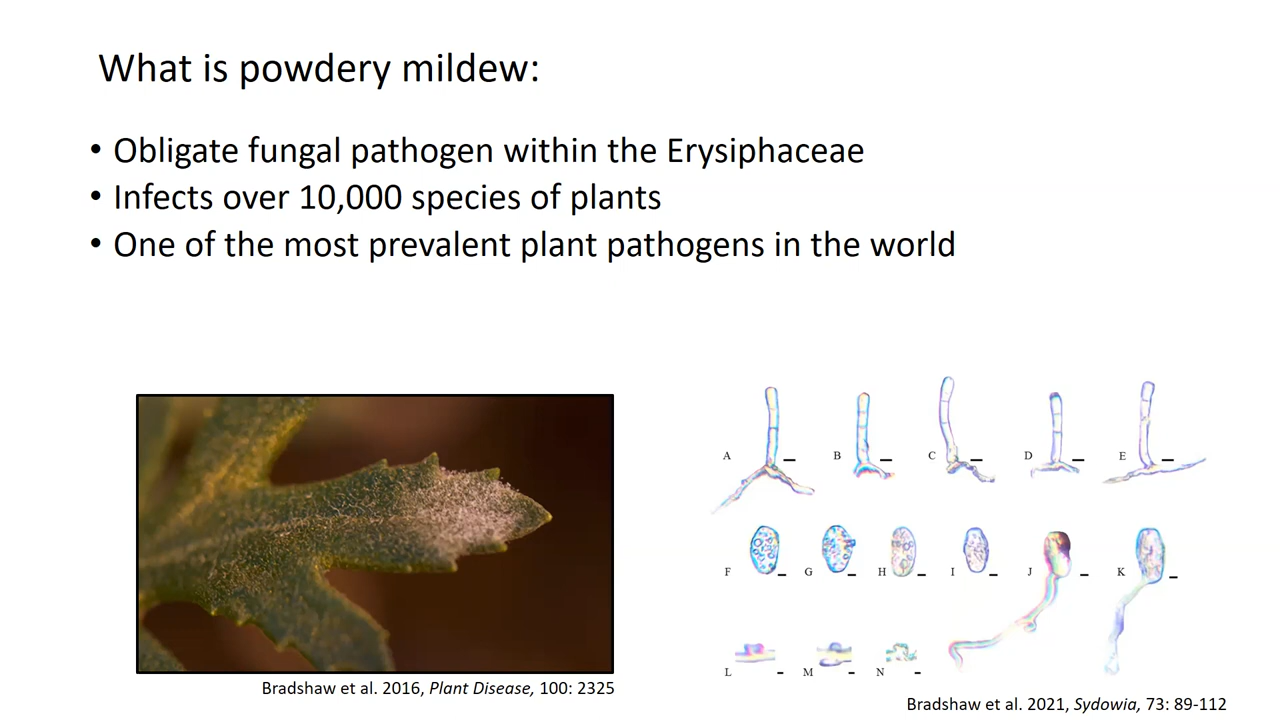 What is powdery mildew:
• Obligate fungal pathogen within the Erysiphaceae
• Infects over 10,000 species of plants
• One of the most prevalent plant pathogens in the world
A B C D E
F G H I J K
L M N
Bradshaw et al. 2016, Plant Disease, 100: 2325
Bradshaw et al. 2021, Sydowia, 73: 89-112